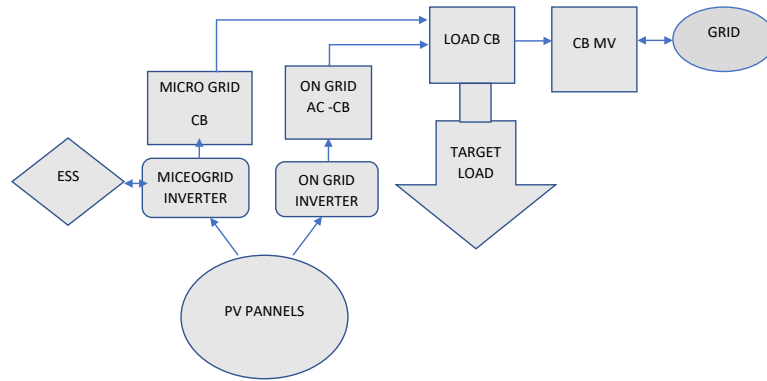 LOAD CB
CB MV
GRID
MICRO GRID
CB
ON GRID
AC -CB
ESS
MICEOGRID
INVERTER
ON GRID
INVERTER
TARGET
LOAD
PV PANNELS